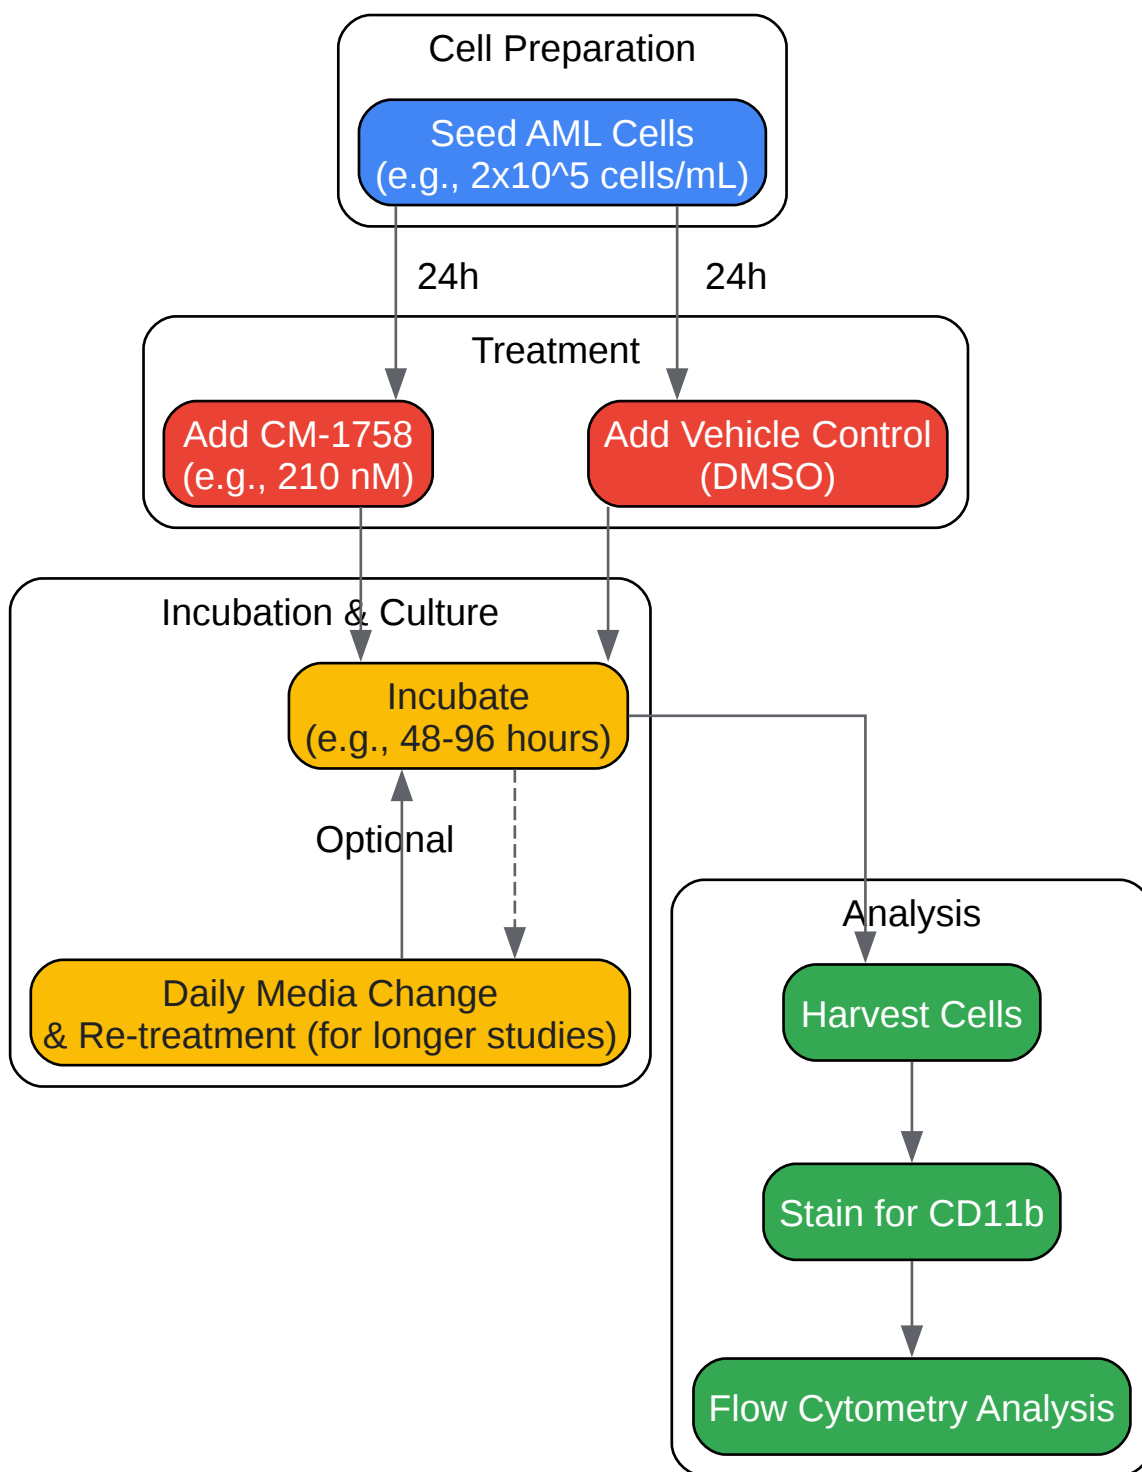 Cell Preparation
Seed AML Cells
(e.g., 2x10^5 cells/mL)
24h
24h
Treatment
Add CM-1758
(e.g., 210 nM)
Add Vehicle Control
(DMSO)
Incubation & Culture
Incubate
(e.g., 48-96 hours)
Optional
Daily Media Change
& Re-treatment (for longer studies)
Analysis
Harvest Cells
Stain for CD11b
Flow Cytometry Analysis